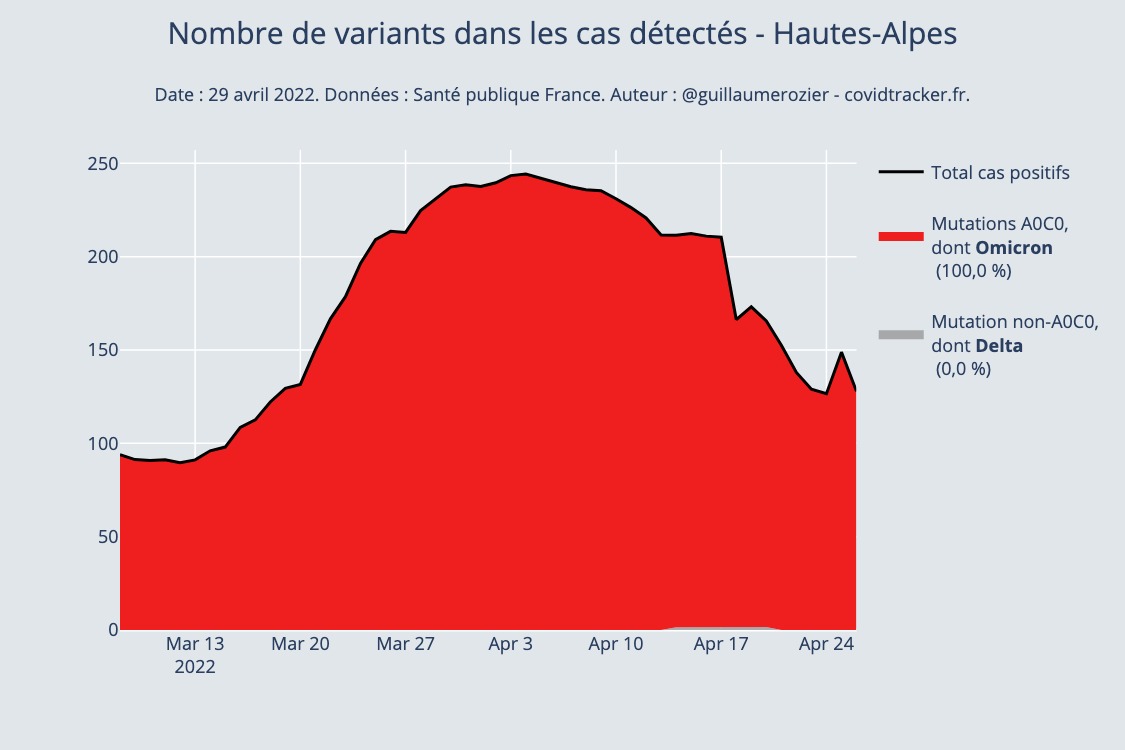 Nombre de variants dans les cas détectés - Hautes-Alpes
Date : 29 avril 2022. Données : Santé publique France. Auteur : @guillaumerozier - covidtracker.fr.
250
200
150
100
50
0
Mar 13
2022
Mar 20
Mar 27
Apr 3
Apr 10
Apr 17
Apr 24
Total cas positifs
Mutations A0C0,
dont Omicron
(100,0 %)
Mutation non-A0C0,
dont Delta
(0,0 %)